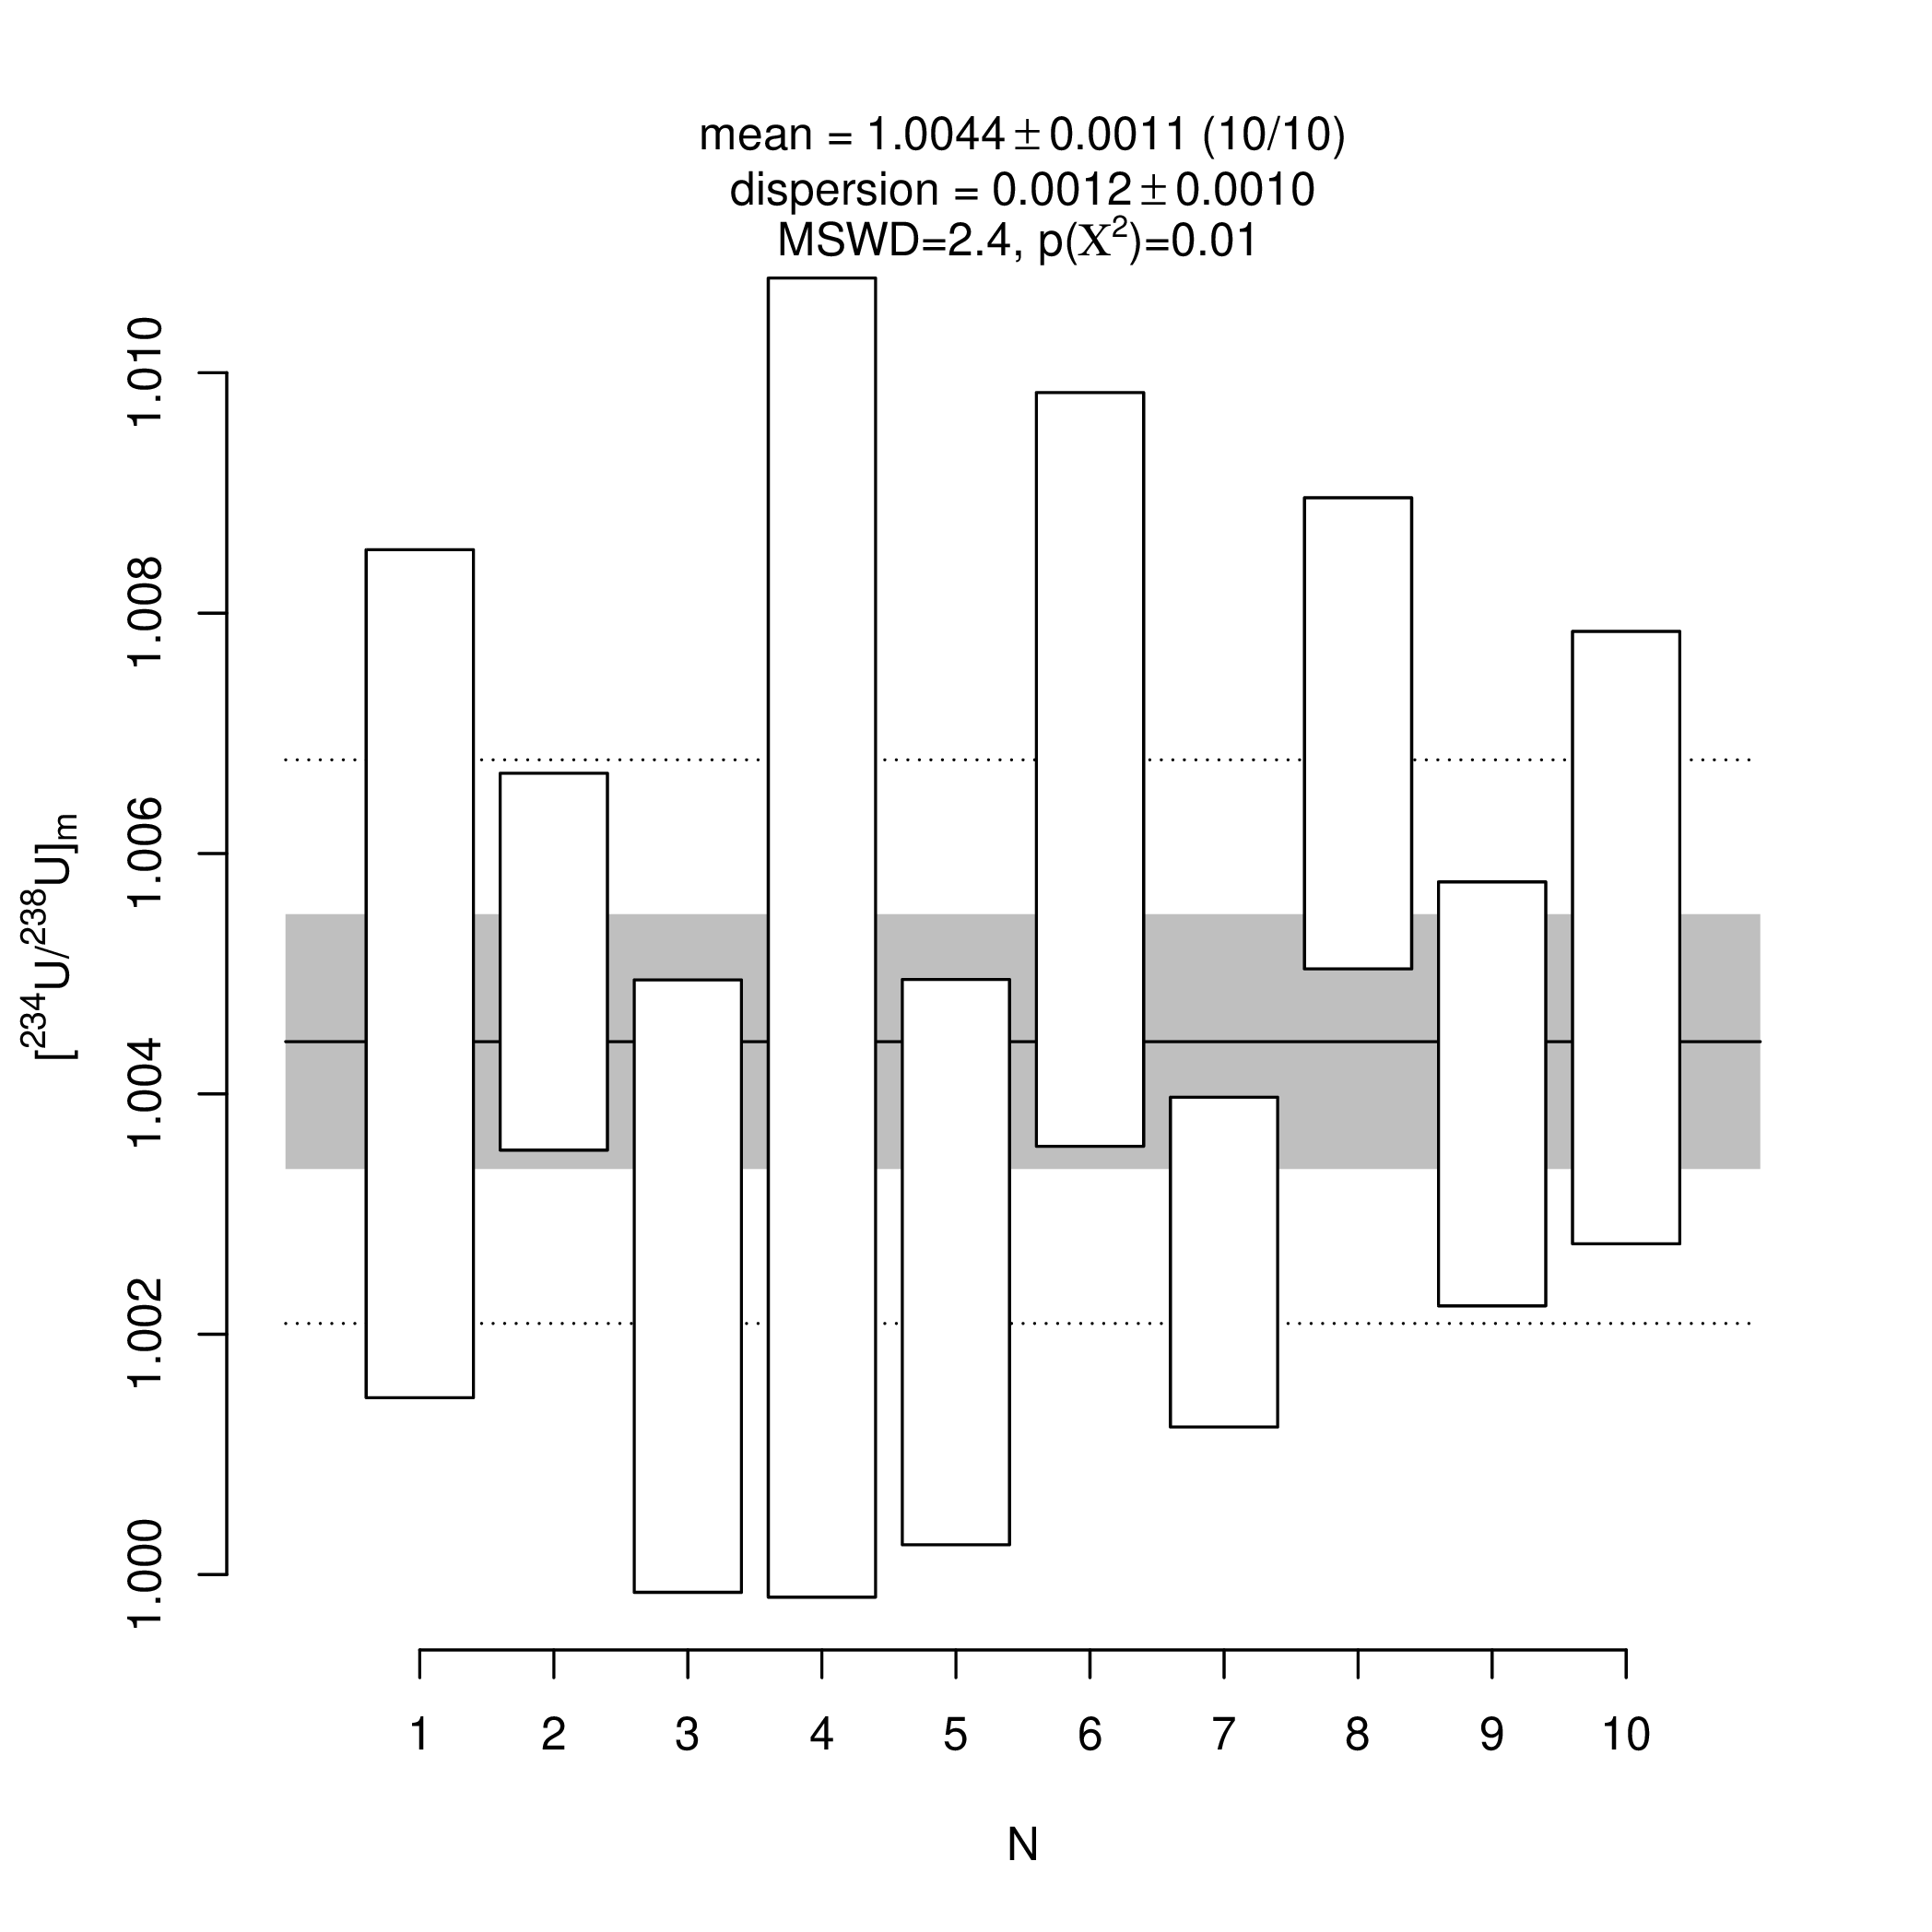 mean = 1.0044±0.0011 (10/10)
dispersion = 0.0012±0.0010
MSWD=2.4, p(Χ²)=0.01
1.010
1.008
1.006
1.004
1.002
1.000
[²³⁴U/²³⁸U]ₘ
1 2 3 4 5 6 7 8 9 10
N